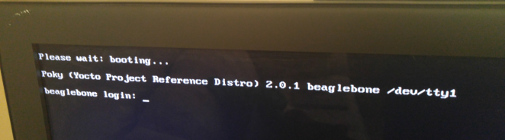 Please wait: booting...
Poky (Yocto Project Reference Distro) 2.0.1 beaglebone /dev/tty1
beaglebone login: _